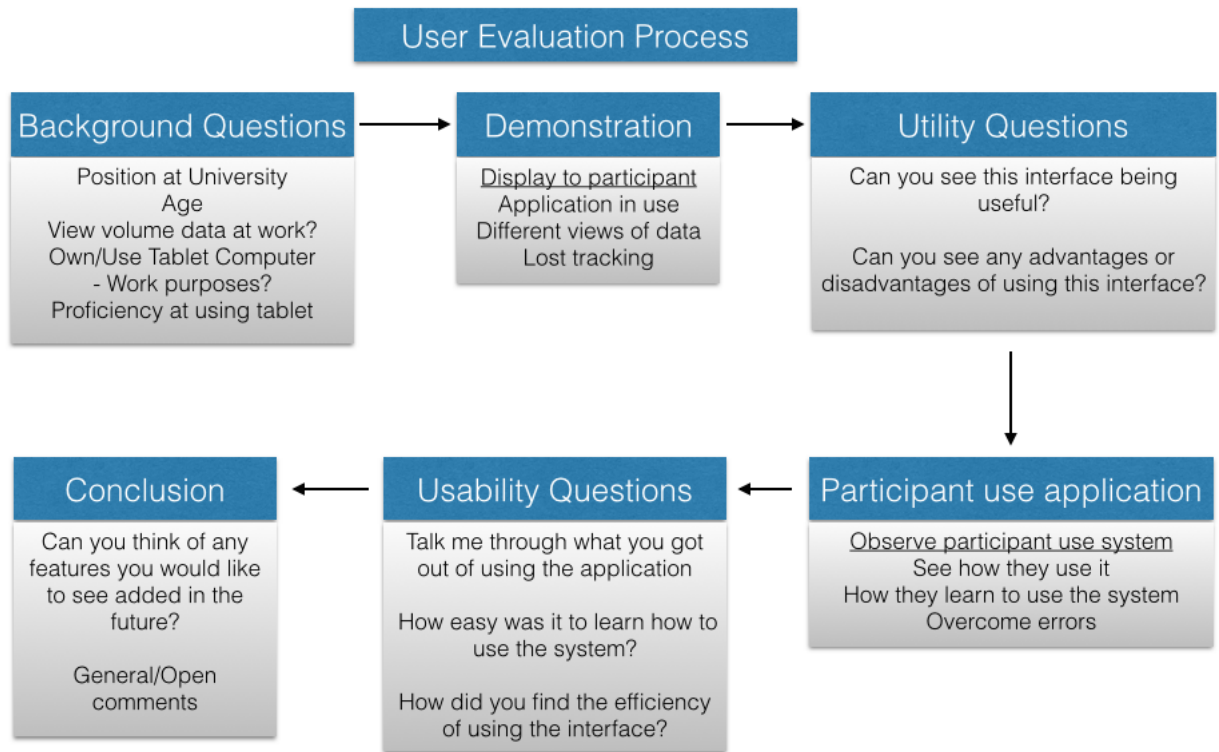 User Evaluation Process
Background Questions
Position at University
Age
View volume data at work?
Own/Use Tablet Computer
- Work purposes?
Proficiency at using tablet
Demonstration
Display to participant
Application in use
Different views of data
Lost tracking
Utility Questions
Can you see this interface being
useful?
Can you see any advantages or
disadvantages of using this interface?
Participant use application
Observe participant use system
See how they use it
How they learn to use the system
Overcome errors
Usability Questions
Talk me through what you got
out of using the application
How easy was it to learn how to
use the system?
How did you find the efficiency
of using the interface?
Conclusion
Can you think of any
features you would like
to see added in the
future?
General/Open
comments